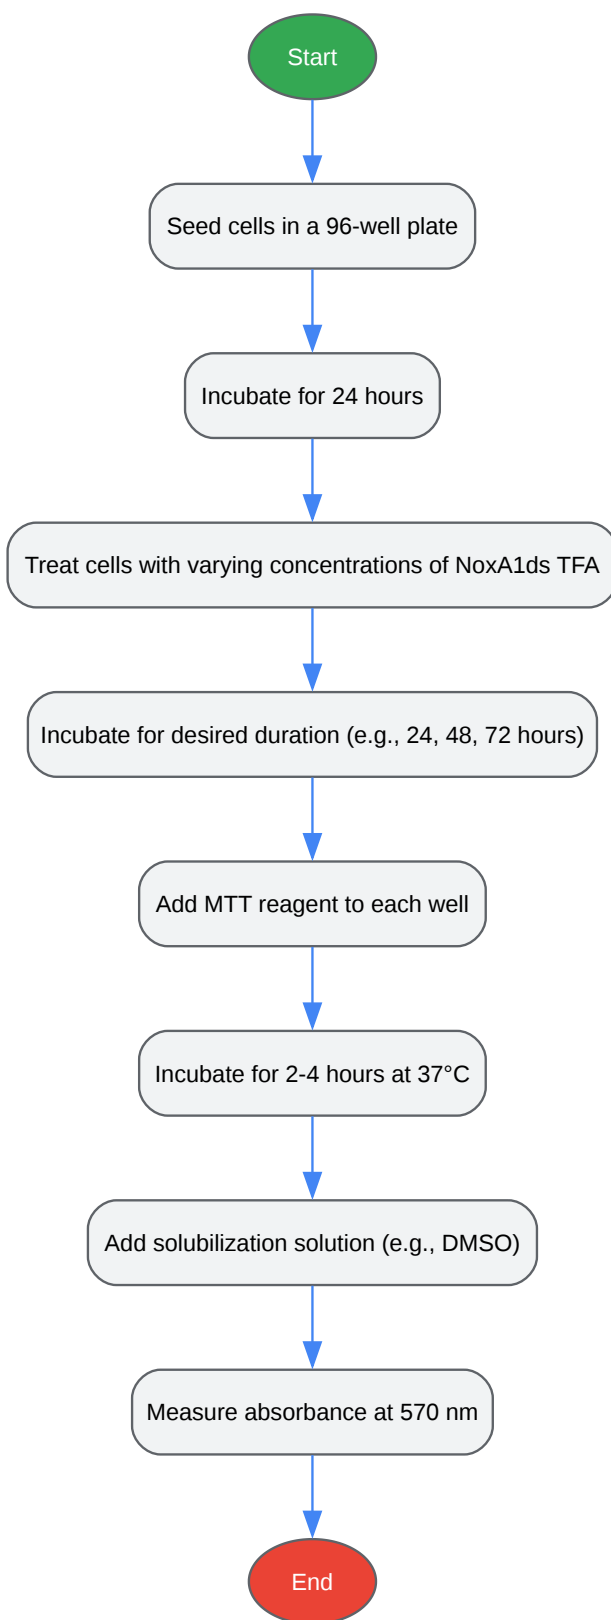 Start
Seed cells in a 96-well plate
Incubate for 24 hours
Treat cells with varying concentrations of NoxA1ds TFA
Incubate for desired duration (e.g., 24, 48, 72 hours)
Add MTT reagent to each well
Incubate for 2-4 hours at 37°C
Add solubilization solution (e.g., DMSO)
Measure absorbance at 570 nm
End